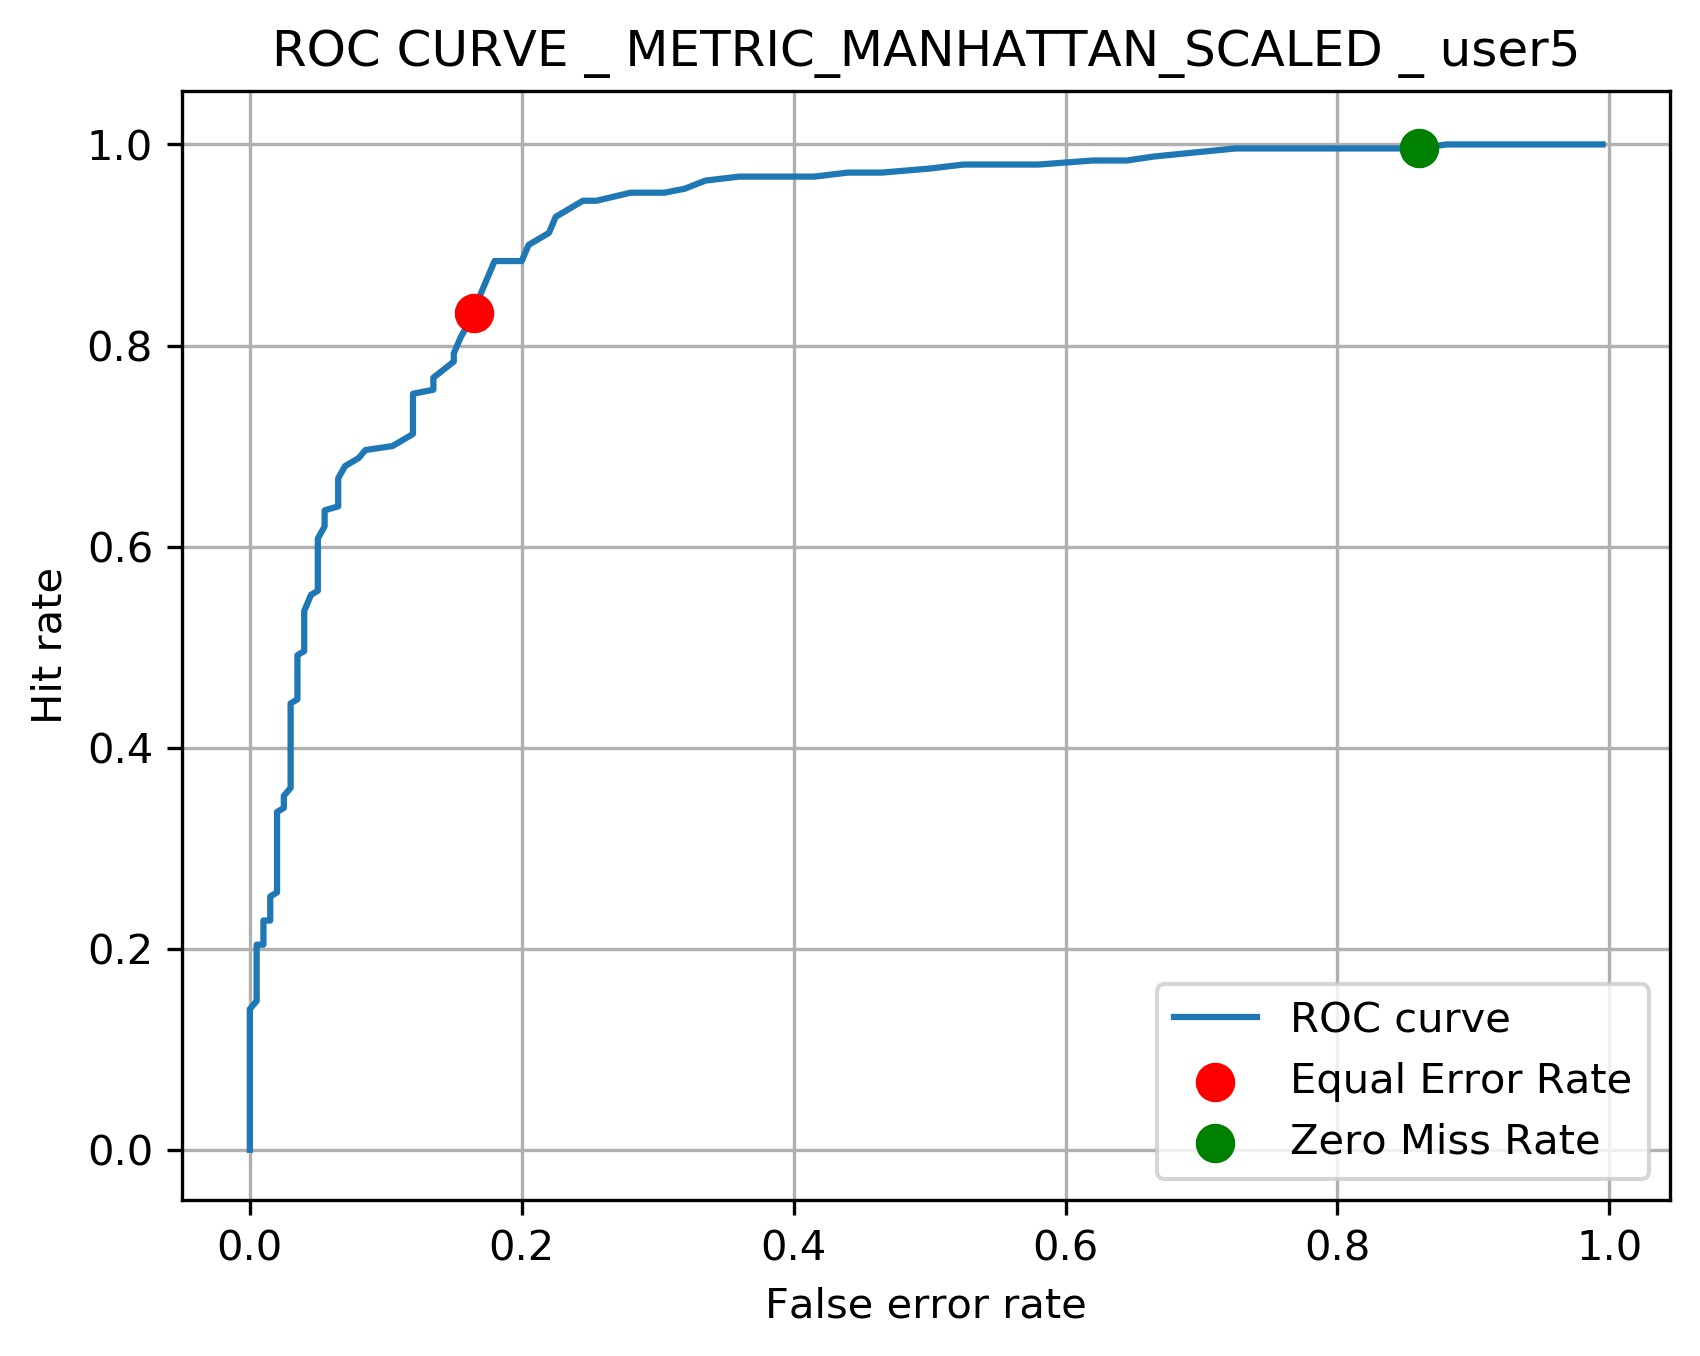 ROC CURVE _ METRIC_MANHATTAN_SCALED _ user5
1.0
0.8
0.6
0.4
0.2
0.0
Hit rate
ROC curve
Equal Error Rate
Zero Miss Rate
0.0 0.2 0.4 0.6 0.8 1.0
False error rate